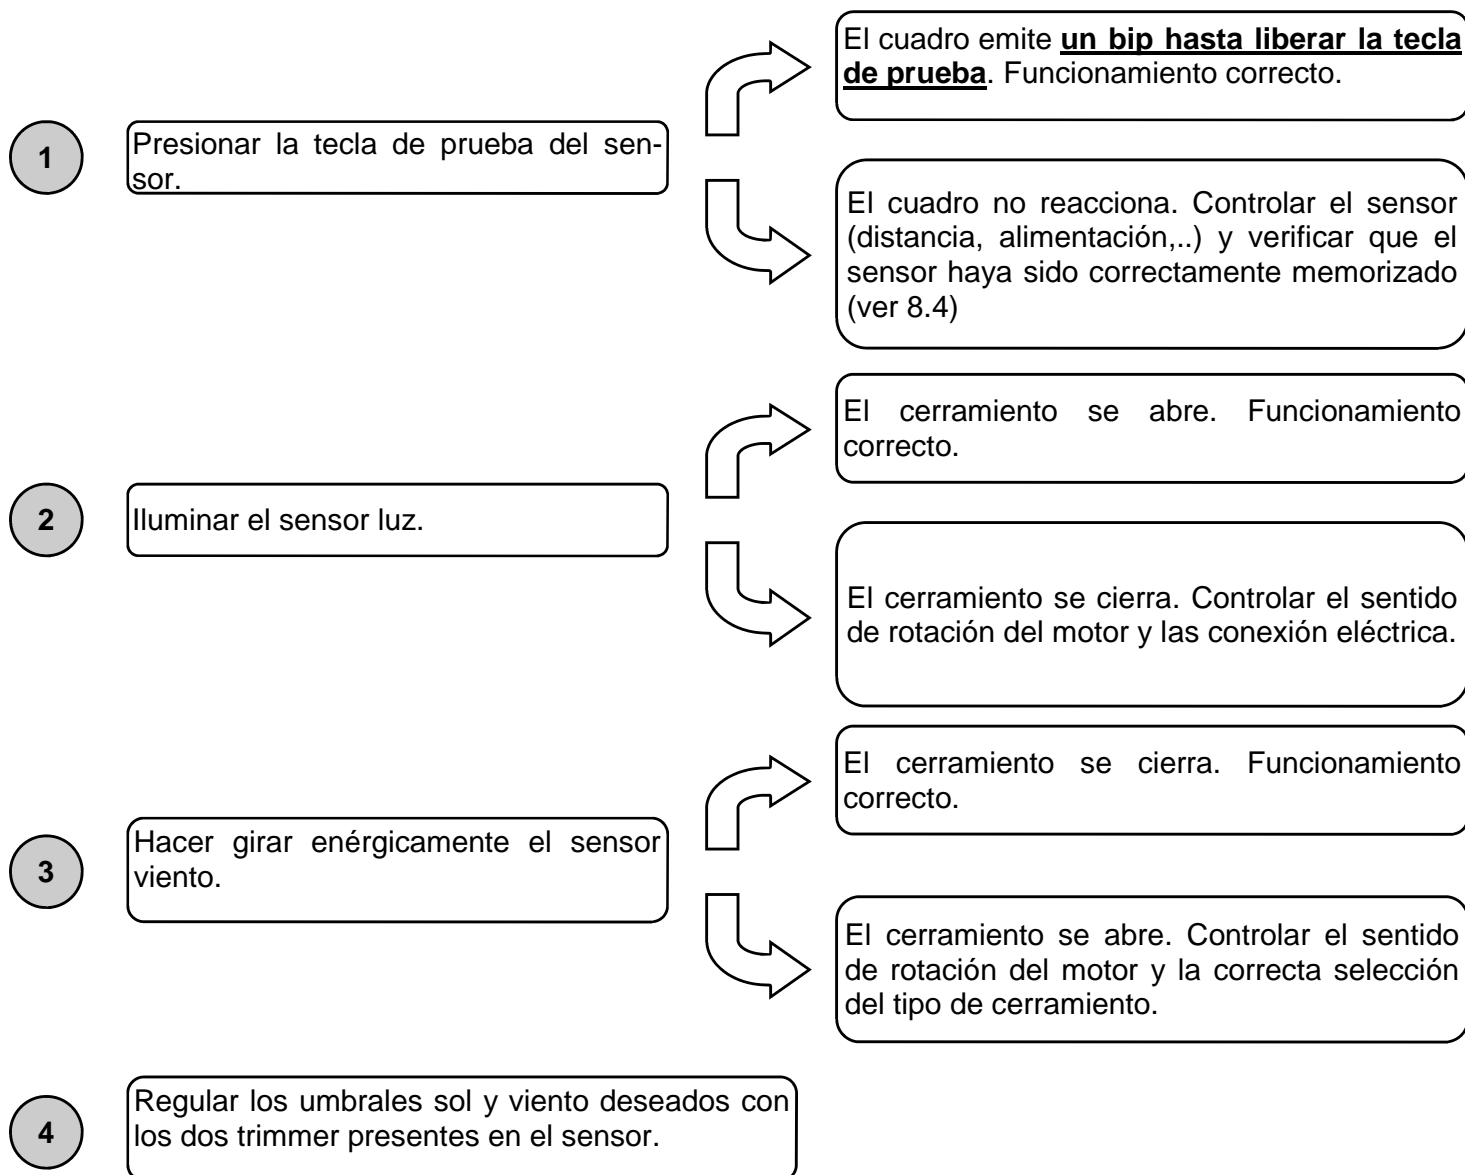 1
Presionar la tecla de prueba del sen-
sor.
El cuadro emite un bip hasta liberar la tecla
de prueba. Funcionamiento correcto.
El cuadro no reacciona. Controlar el sensor
(distancia, alimentación,..) y verificar que el
sensor haya sido correctamente memorizado
(ver 8.4)
2
Iluminar el sensor luz.
El cerramiento se abre. Funcionamiento
correcto.
El cerramiento se cierra. Controlar el sentido
de rotación del motor y las conexión eléctrica.
3
Hacer girar enérgicamente el sensor
viento.
El cerramiento se cierra. Funcionamiento
correcto.
El cerramiento se abre. Controlar el sentido
de rotación del motor y la correcta selección
del tipo de cerramiento.
4
Regular los umbrales sol y viento deseados con
los dos trimmer presentes en el sensor.